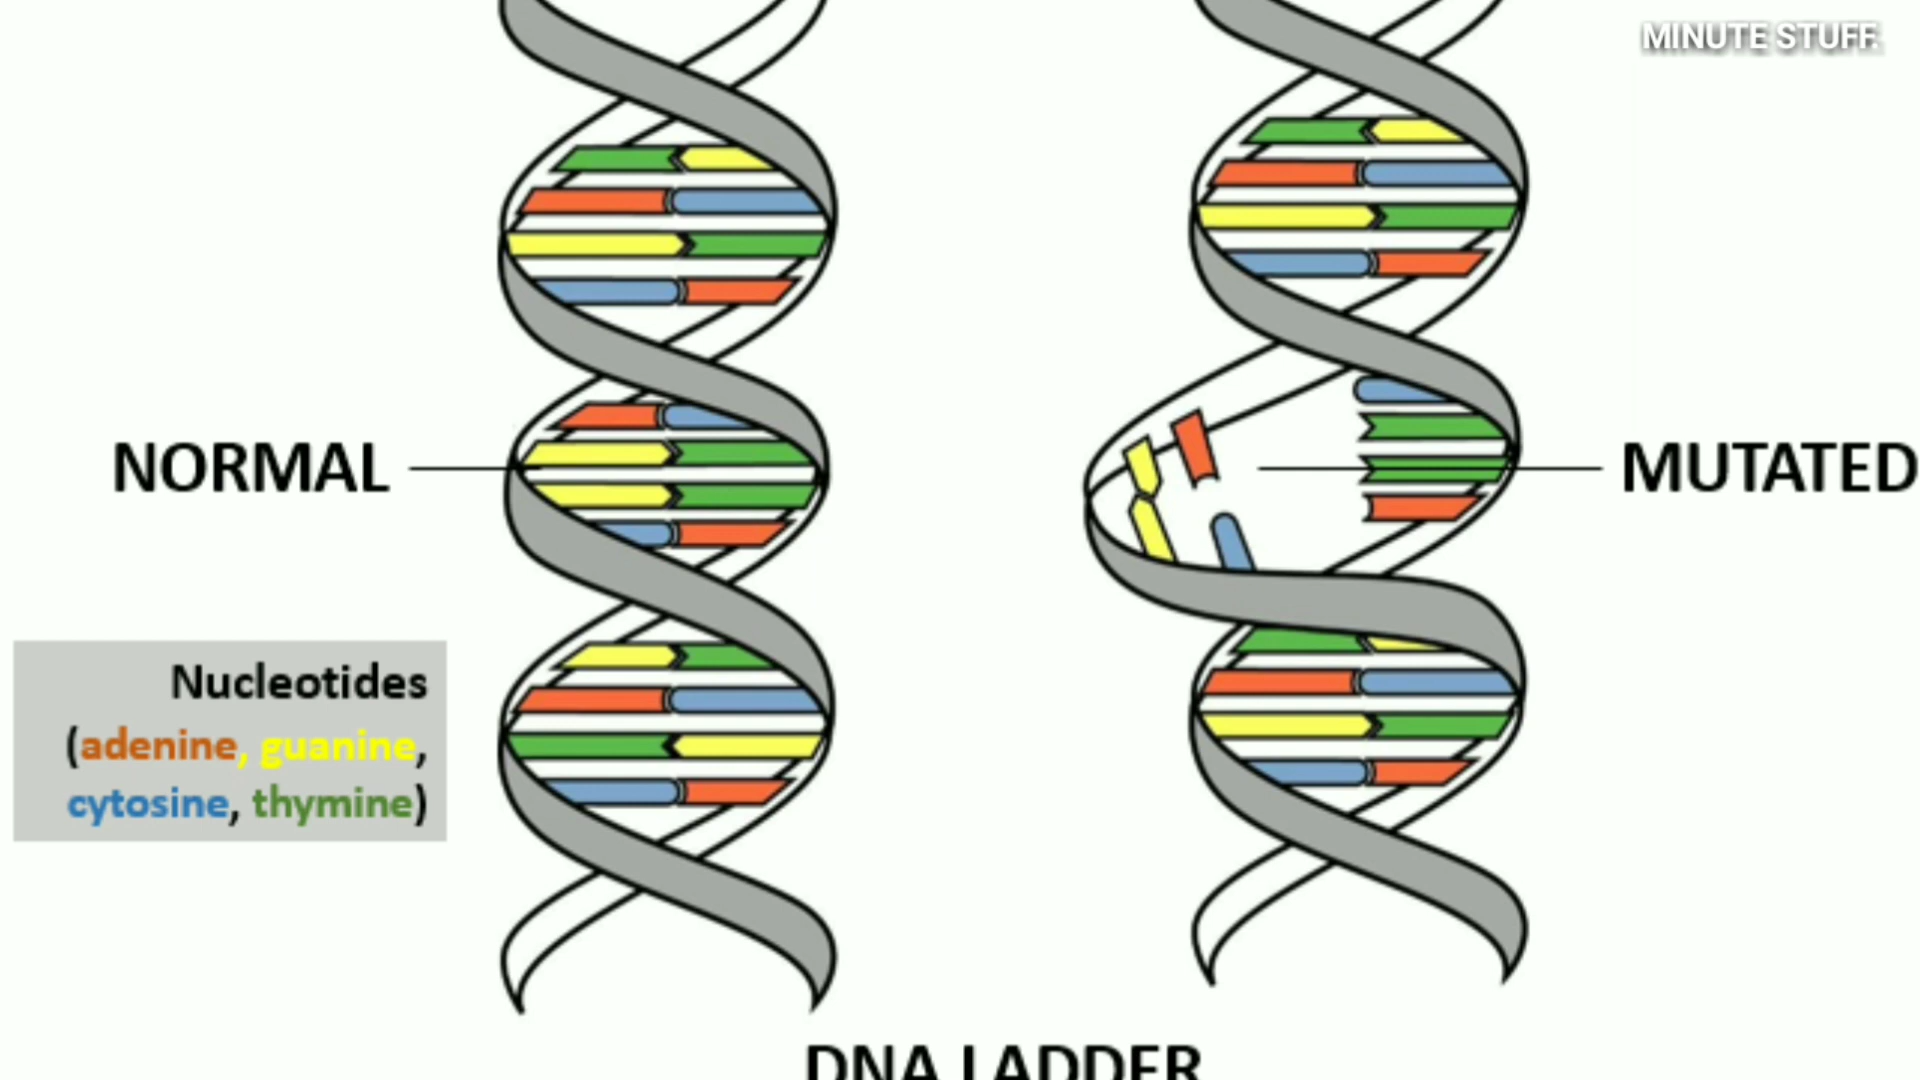 MINUTE STUFF.
NORMAL
MUTATED
Nucleotides
(adenine, guanine,
cytosine, thymine)
DNA LADDER